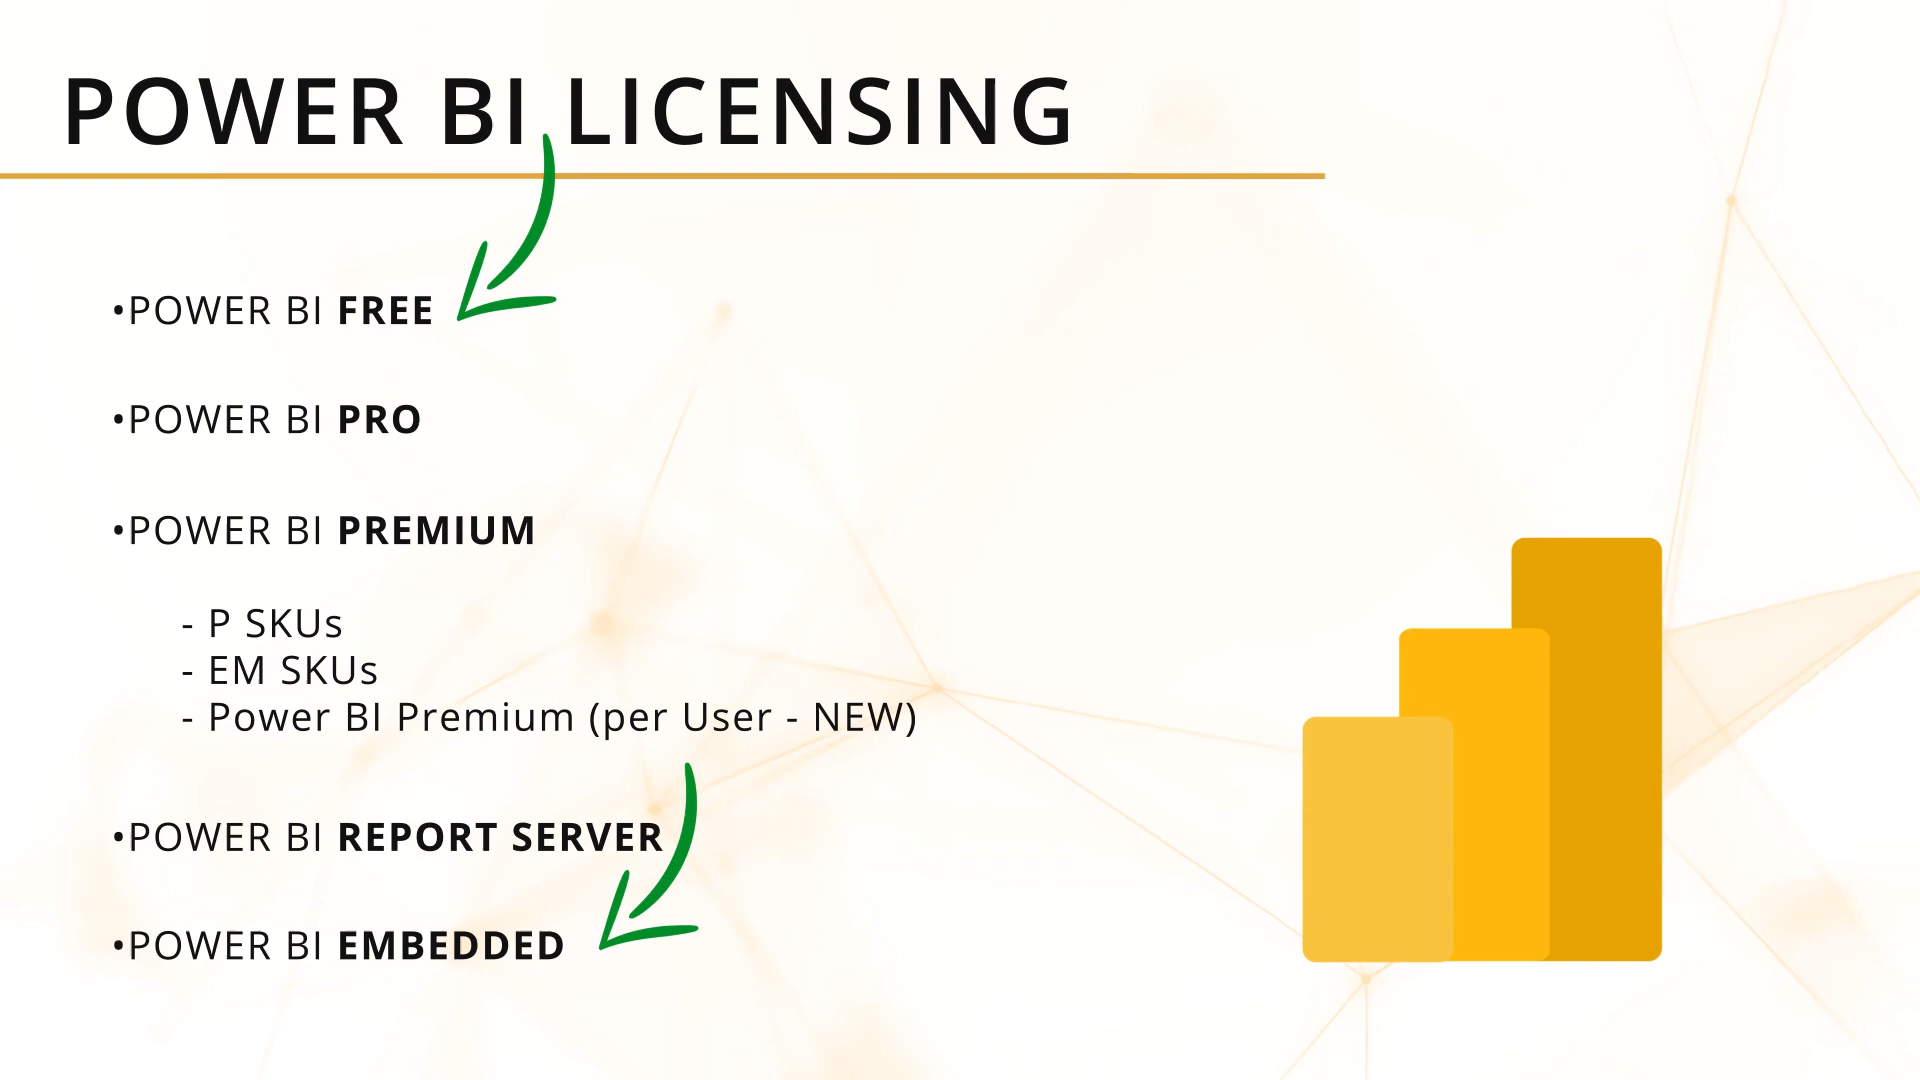 POWER BI LICENSING
•POWER BI FREE
•POWER BI PRO
•POWER BI PREMIUM
- P SKUs
- EM SKUs
- Power BI Premium (per User - NEW)
•POWER BI REPORT SERVER
•POWER BI EMBEDDED